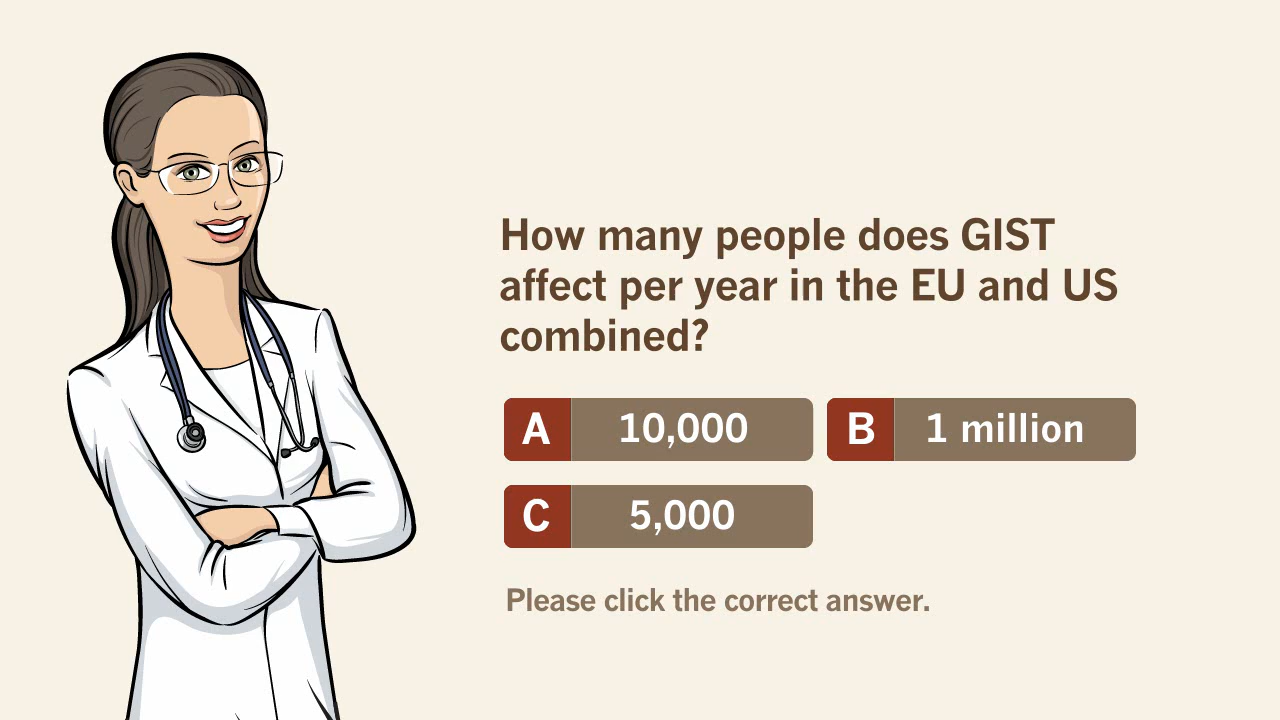 How many people does GIST
affect per year in the EU and US
combined?
A 10,000
B 1 million
C 5,000
Please click the correct answer.